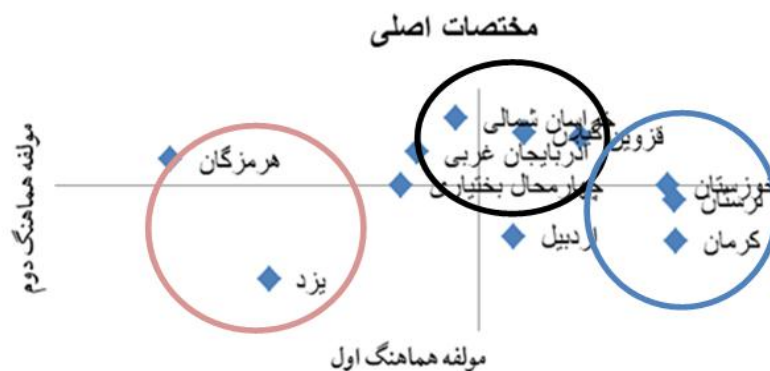 مختصات اصلی
خراسان شمالی
قزوین
گیلان
آذربایجان غربی
هرمزگان
چهارمحال بختیاری
خوزستان
لرستان
اردبیل
کرمان
یزد
مولفه هماهنگ دوم
مولفه هماهنگ اول